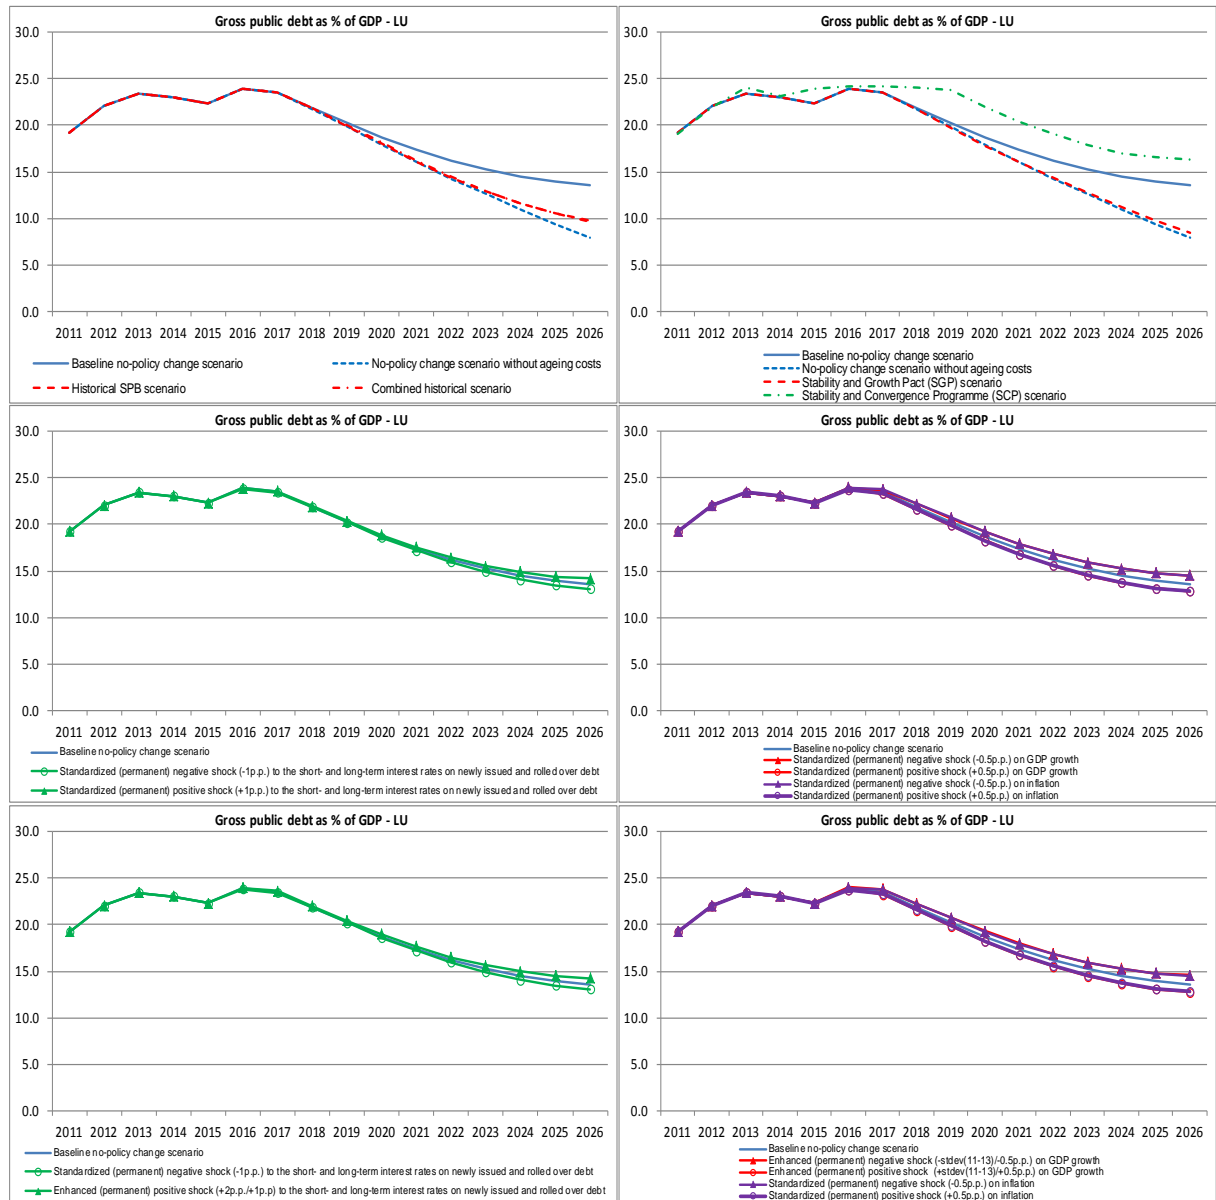 Gross public debt as % of GDP - LU
30.0
25.0
20.0
15.0
10.0
5.0
0.0
2011 2012 2013 2014 2015 2016 2017 2018 2019 2020 2021 2022 2023 2024 2025 2026
Baseline no-policy change scenario
No-policy change scenario without ageing costs
Historical SPB scenario
Combined historical scenario
Gross public debt as % of GDP - LU
30.0
25.0
20.0
15.0
10.0
5.0
0.0
2011 2012 2013 2014 2015 2016 2017 2018 2019 2020 2021 2022 2023 2024 2025 2026
Baseline no-policy change scenario
No-policy change scenario without ageing costs
Stability and Growth Pact (SGP) scenario
Stability and Convergence Programme (SCP) scenario
Gross public debt as % of GDP - LU
30.0
25.0
20.0
15.0
10.0
5.0
0.0
2011 2012 2013 2014 2015 2016 2017 2018 2019 2020 2021 2022 2023 2024 2025 2026
Baseline no-policy change scenario
Standardized (permanent) negative shock (-1p.p.) to the short- and long-term interest rates on newly issued and rolled over debt
Standardized (permanent) positive shock (+1p.p.) to the short- and long-term interest rates on newly issued and rolled over debt
Gross public debt as % of GDP - LU
30.0
25.0
20.0
15.0
10.0
5.0
0.0
2011 2012 2013 2014 2015 2016 2017 2018 2019 2020 2021 2022 2023 2024 2025 2026
Baseline no-policy change scenario
Standardized (permanent) negative shock (-0.5p.p.) on GDP growth
Standardized (permanent) positive shock (+0.5p.p.) on GDP growth
Standardized (permanent) negative shock (-0.5p.p.) on inflation
Standardized (permanent) positive shock (+0.5p.p.) on inflation
Gross public debt as % of GDP - LU
30.0
25.0
20.0
15.0
10.0
5.0
0.0
2011 2012 2013 2014 2015 2016 2017 2018 2019 2020 2021 2022 2023 2024 2025 2026
Baseline no-policy change scenario
Standardized (permanent) negative shock (-1p.p.) to the short- and long-term interest rates on newly issued and rolled over debt
Enhanced (permanent) positive shock (+2p.p./+1p.p) to the short- and long-term interest rates on newly issued and rolled over debt
Gross public debt as % of GDP - LU
30.0
25.0
20.0
15.0
10.0
5.0
0.0
2011 2012 2013 2014 2015 2016 2017 2018 2019 2020 2021 2022 2023 2024 2025 2026
Baseline no-policy change scenario
Enhanced (permanent) negative shock (-stdev(11-13)/-0.5p.p.) on GDP growth
Enhanced (permanent) positive shock (+stdev(11-13)/+0.5p.p.) on GDP growth
Standardized (permanent) negative shock (-0.5p.p.) on inflation
Standardized (permanent) positive shock (+0.5p.p.) on inflation